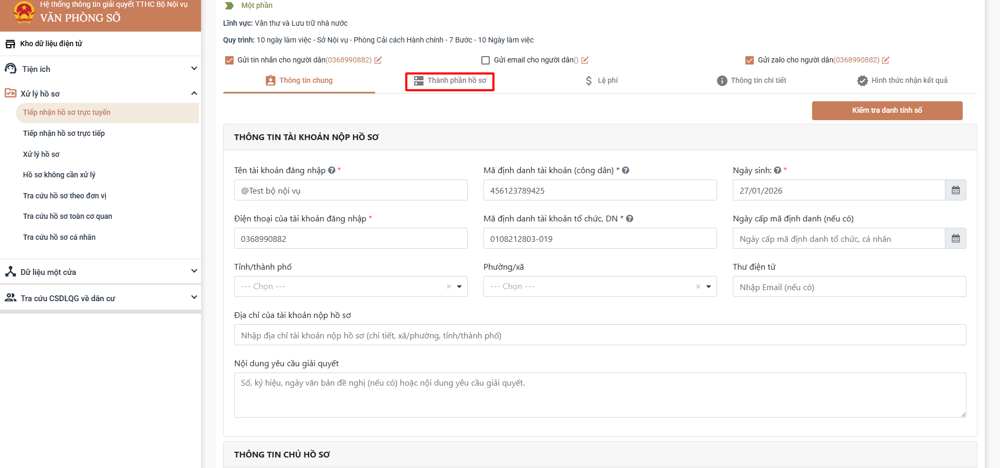 Hệ thống thông tin giải quyết TTHC Bộ Nội vụ
VĂN PHÒNG SỞ
Kho dữ liệu điện tử
Tiện ích
Xử lý hồ sơ
Tiếp nhận hồ sơ trực tuyến
Tiếp nhận hồ sơ trực tiếp
Xử lý hồ sơ
Hồ sơ không cần xử lý
Tra cứu hồ sơ theo đơn vị
Tra cứu hồ sơ toàn cơ quan
Tra cứu hồ sơ cá nhân
Dữ liệu một cửa
Tra cứu CSDLQG về dân cư
Một phần
Lĩnh vực: Văn thư và Lưu trữ nhà nước
Quy trình: 10 ngày làm việc - Sở Nội vụ - Phòng Cải cách Hành chính - 7 Bước - 10 Ngày làm việc
Gửi tin nhắn cho người dân(0368990882) Gửi email cho người dân() Gửi zalo cho người dân(0368990882)
Thông tin chung Thành phần hồ sơ Lệ phí Thông tin chi tiết Hình thức nhận kết quả
Kiểm tra danh tính số
THÔNG TIN TÀI KHOẢN NỘP HỒ SƠ
Tên tài khoản đăng nhập * Mã định danh tài khoản (công dân) * Ngày sinh: *
@Test bộ nội vụ 456123789425 27/01/2026
Điện thoại của tài khoản đăng nhập * Mã định danh tài khoản tổ chức, DN * Ngày cấp mã định danh (nếu có)
0368990882 0108212803-019 Ngày cấp mã định danh tổ chức, cá nhân
Tỉnh/thành phố Phường/xã Thư điện tử
--- Chọn --- × --- Chọn --- × Nhập Email (nếu có)
Địa chỉ của tài khoản nộp hồ sơ
Nhập địa chỉ tài khoản nộp hồ sơ (chi tiết, xã/phường, tỉnh/thành phố)
Nội dung yêu cầu giải quyết
Số, ký hiệu, ngày văn bản đề nghị (nếu có) hoặc nội dung yêu cầu giải quyết.
THÔNG TIN CHỦ HỒ SƠ